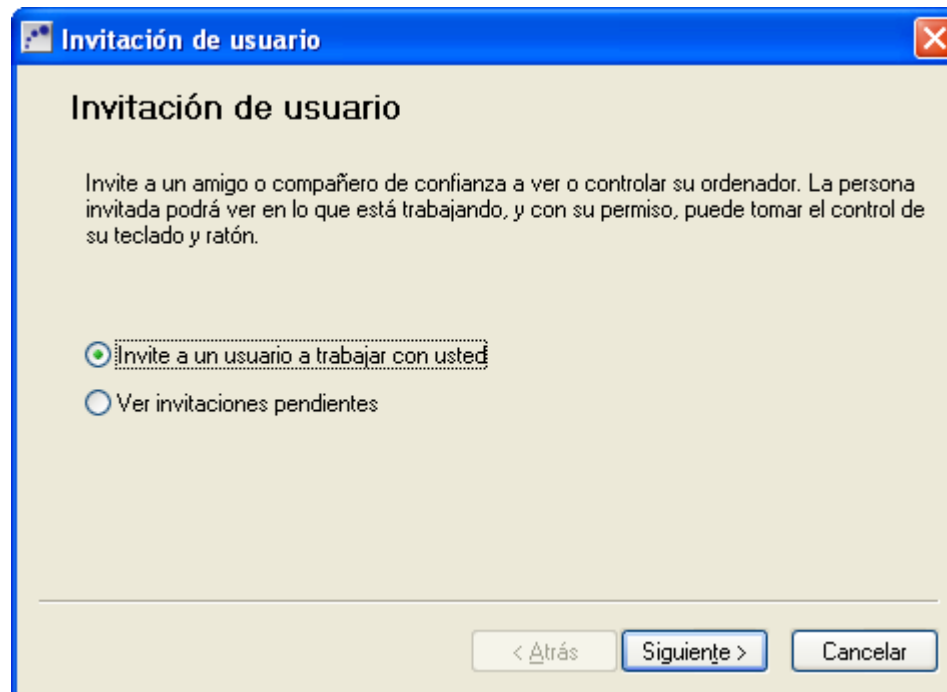 Invitación de usuario
Invitación de usuario
Invite a un amigo o compañero de confianza a ver o controlar su ordenador. La persona
invitada podrá ver en lo que está trabajando, y con su permiso, puede tomar el control de
su teclado y ratón.
Invite a un usuario a trabajar con usted
Ver invitaciones pendientes
< Atrás Siguiente > Cancelar